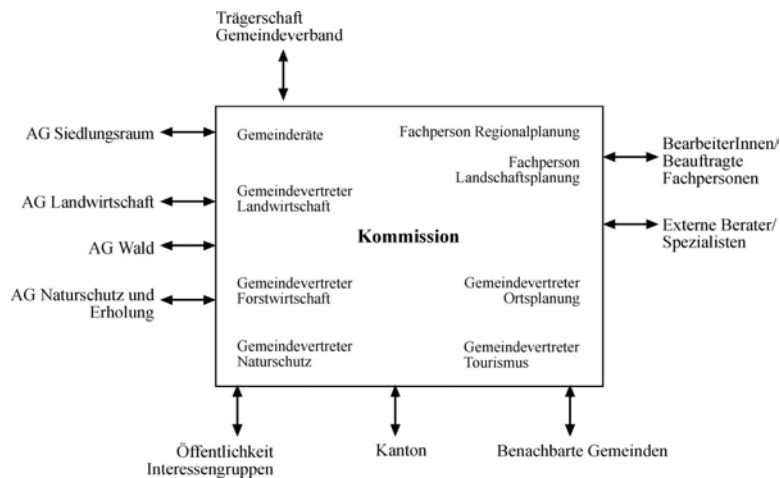 Trägerschaft
Gemeindeverband
AG Siedlungsraum
AG Landwirtschaft
AG Wald
AG Naturschutz und
Erholung
Gemeinderäte
Gemeindevertreter
Landwirtschaft
Kommission
Gemeindevertreter
Forstwirtschaft
Gemeindevertreter
Naturschutz
Fachperson Regionalplanung
Fachperson
Landschaftsplanung
Gemeindevertreter
Ortsplanung
Gemeindevertreter
Tourismus
BearbeiterInnen/
Beauftragte
Fachpersonen
Externe Berater/
Spezialisten
Öffentlichkeit
Interessengruppen
Kanton
Benachbarte Gemeinden